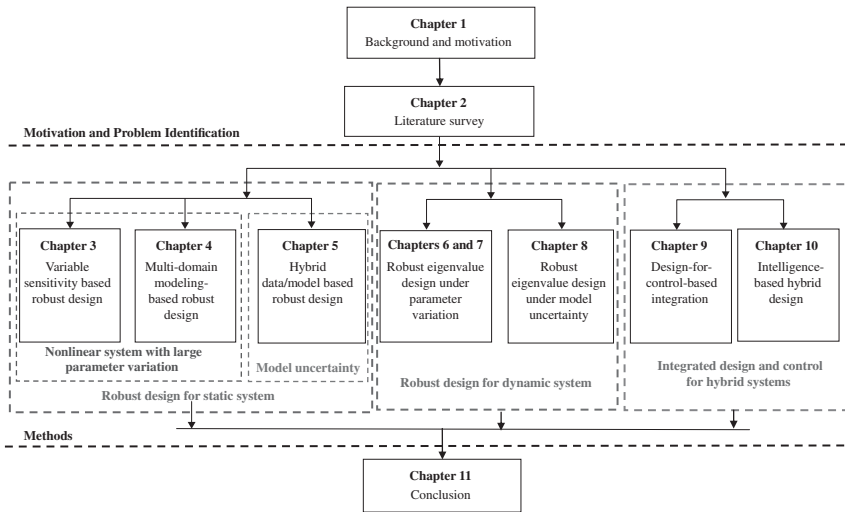 Chapter 1
Background and motivation
Chapter 2
Literature survey
Motivation and Problem Identification
Chapter 3
Variable
sensitivity based
robust design
Chapter 4
Multi-domain
modeling-
based robust
design
Chapter 5
Hybrid
data/model based
robust design
Chapters 6 and 7
Robust eigenvalue
design under
parameter
variation
Chapter 8
Robust
eigenvalue design
under model
uncertainty
Chapter 9
Design-for-
control-based
integration
Chapter 10
Intelligence-
based hybrid
design
Nonlinear system with large
parameter variation
Model uncertainty
Robust design for static system
Robust design for dynamic system
Integrated design and control
for hybrid systems
Methods
Chapter 11
Conclusion